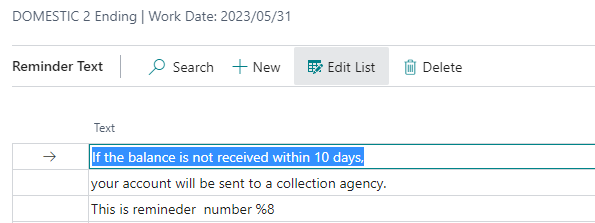 DOMESTIC 2 Ending | Work Date: 2023/05/31
Reminder Text Search New Edit List Delete
Text
If the balance is not received within 10 days,
your account will be sent to a collection agency.
This is remineder  number %8